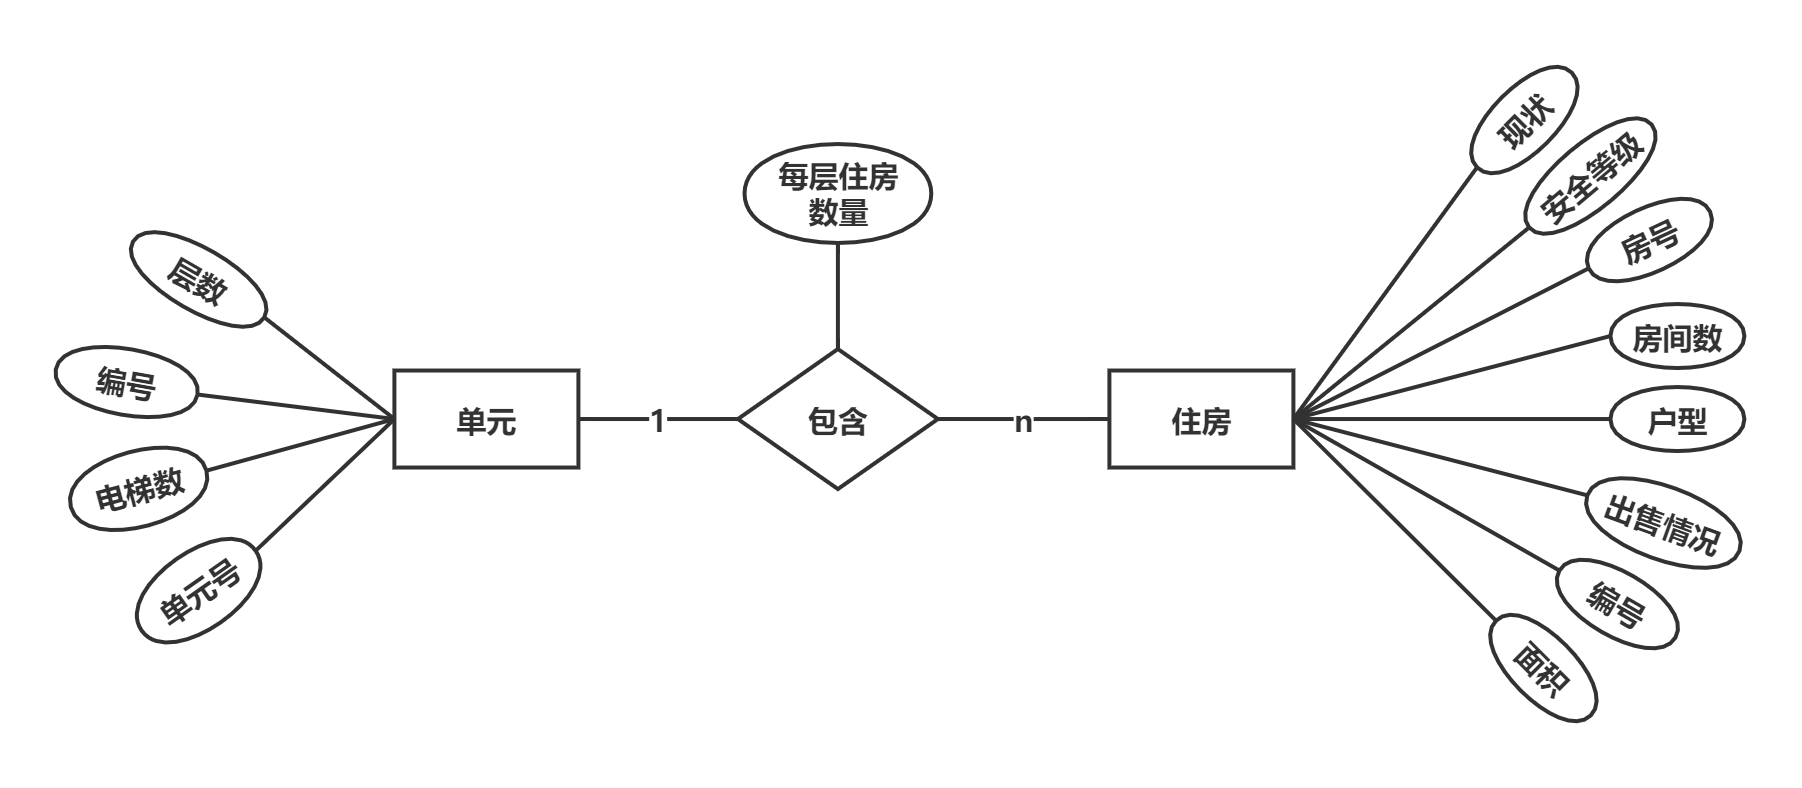 层数
编号
电梯数
单元号
单元
1
每层住房
数量
包含
n
住房
现状
安全等级
房号
房间数
户型
出售情况
编号
面积